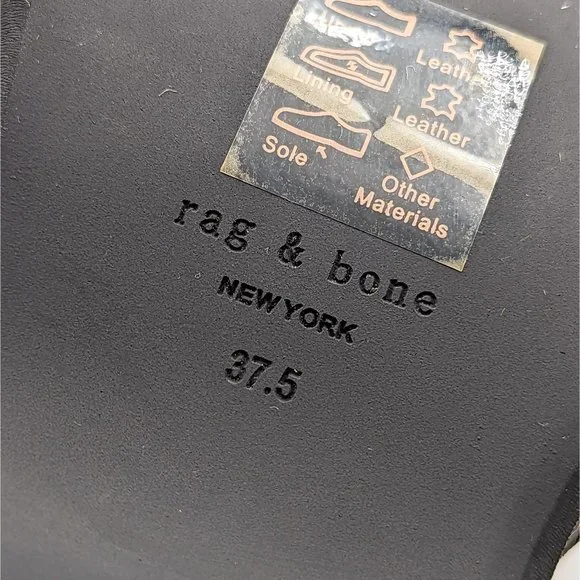 Leather
Lining
Leather
Sole
Other
Materials
rag & bone
NEW YORK
37.5